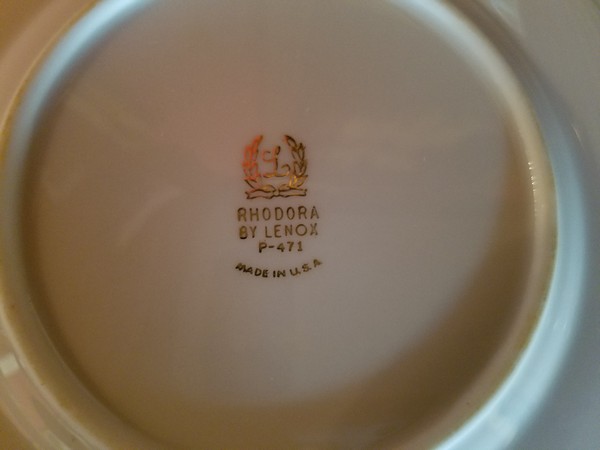 L
RHODORA
BY LENOX
P-471
MADE IN U.S.A